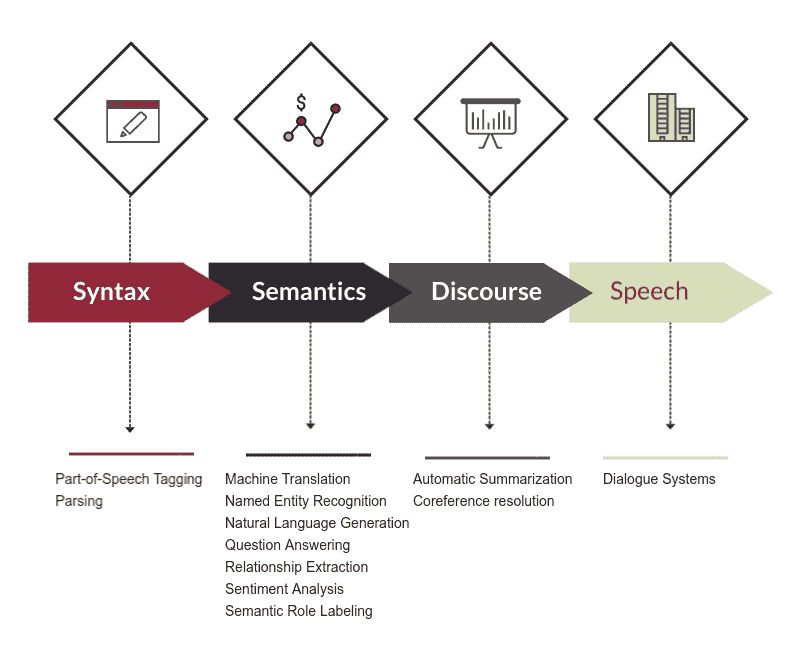 $
Syntax
Semantics
Discourse
Speech
Part-of-Speech Tagging
Parsing
Machine Translation
Named Entity Recognition
Natural Language Generation
Question Answering
Relationship Extraction
Sentiment Analysis
Semantic Role Labeling
Automatic Summarization
Coreference resolution
Dialogue Systems